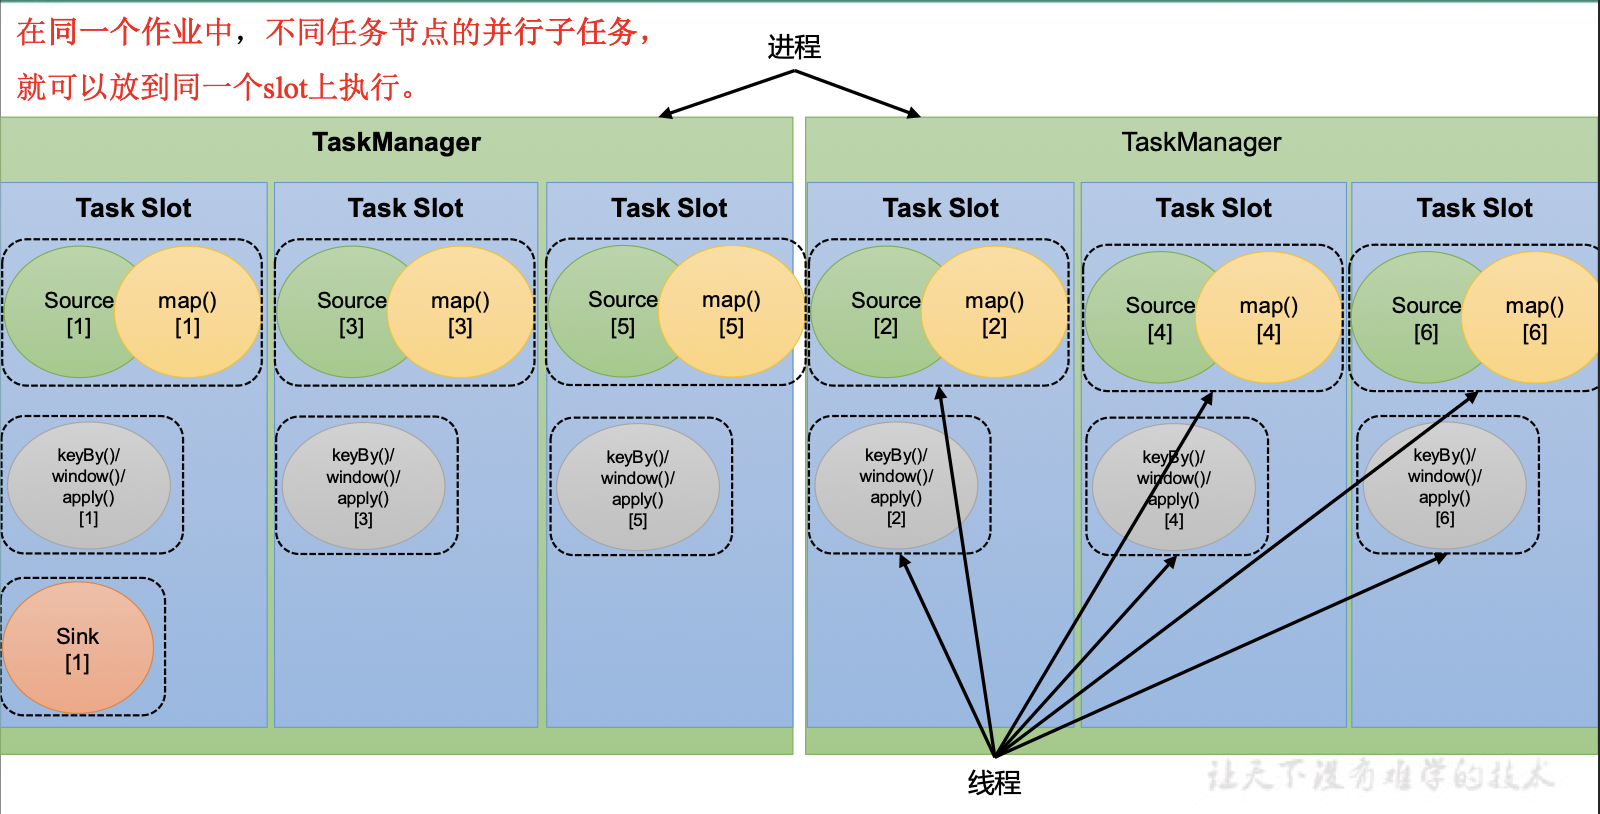 在同一个作业中，不同任务节点的并行子任务，
就可以放到同一个slot上执行。
进程
TaskManager
TaskManager
Task Slot
Task Slot
Task Slot
Task Slot
Task Slot
Task Slot
Source
[1]
map()
[1]
Source
[3]
map()
[3]
Source
[5]
map()
[5]
Source
[2]
map()
[2]
Source
[4]
map()
[4]
Source
[6]
map()
[6]
keyBy()/
window()/
apply()
[1]
keyBy()/
window()/
apply()
[3]
keyBy()/
window()/
apply()
[5]
keyBy()/
window()/
apply()
[2]
keyBy()/
window()/
apply()
[4]
keyBy()/
window()/
apply()
[6]
Sink
[1]
线程
让天下没有难学的技术